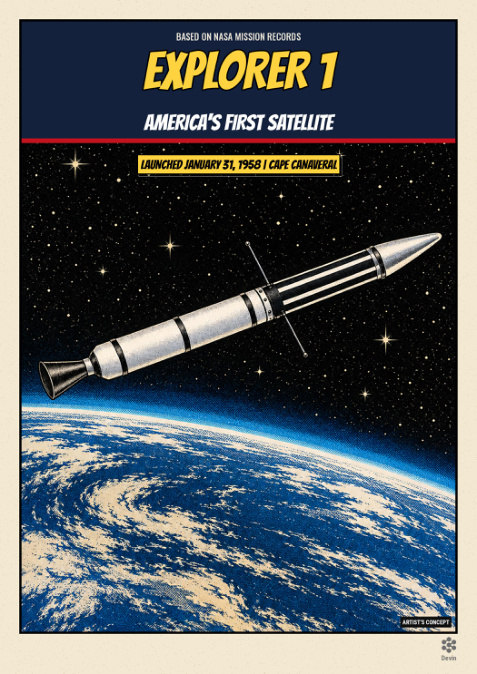 BASED ON NASA MISSION RECORDS
EXPLORER 1
AMERICA'S FIRST SATELLITE
LAUNCHED JANUARY 31, 1958 | CAPE CANAVERAL
ARTIST'S CONCEPT
Devin